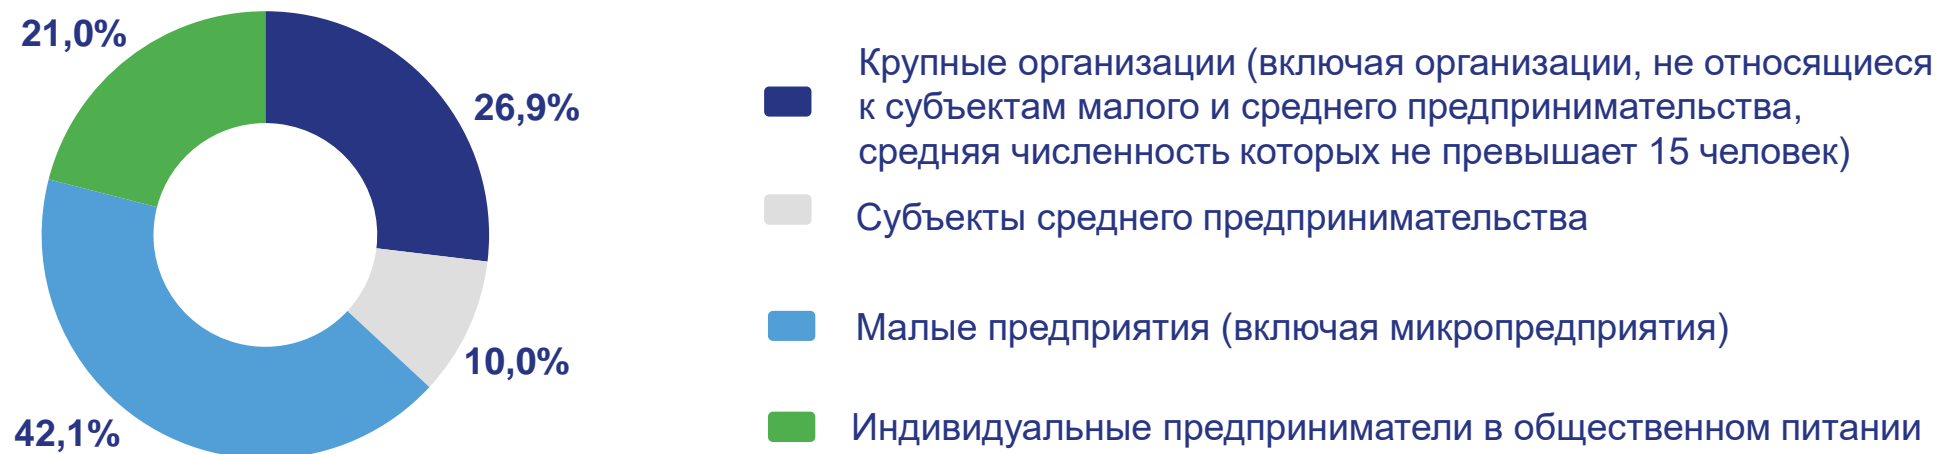 21,0%
26,9%
10,0%
42,1%
Крупные организации (включая организации, не относящиеся
к субъектам малого и среднего предпринимательства,
средняя численность которых не превышает 15 человек)
Субъекты среднего предпринимательства
Малые предприятия (включая микропредприятия)
Индивидуальные предприниматели в общественном питании